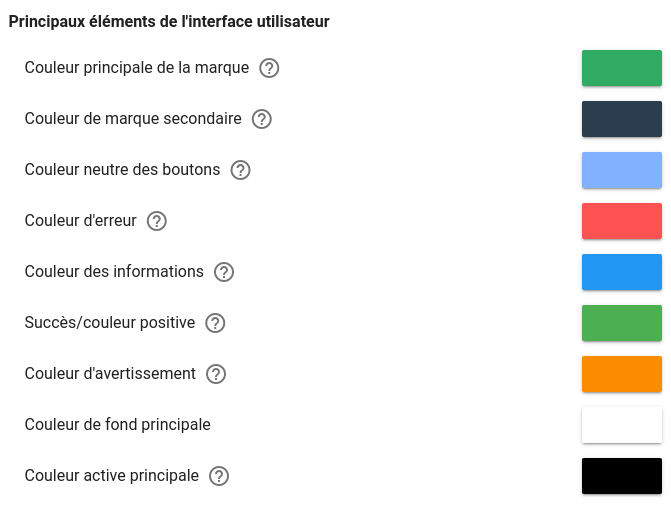 Principaux éléments de l'interface utilisateur
Couleur principale de la marque
Couleur de marque secondaire
Couleur neutre des boutons
Couleur d'erreur
Couleur des informations
Succès/couleur positive
Couleur d'avertissement
Couleur de fond principale
Couleur active principale